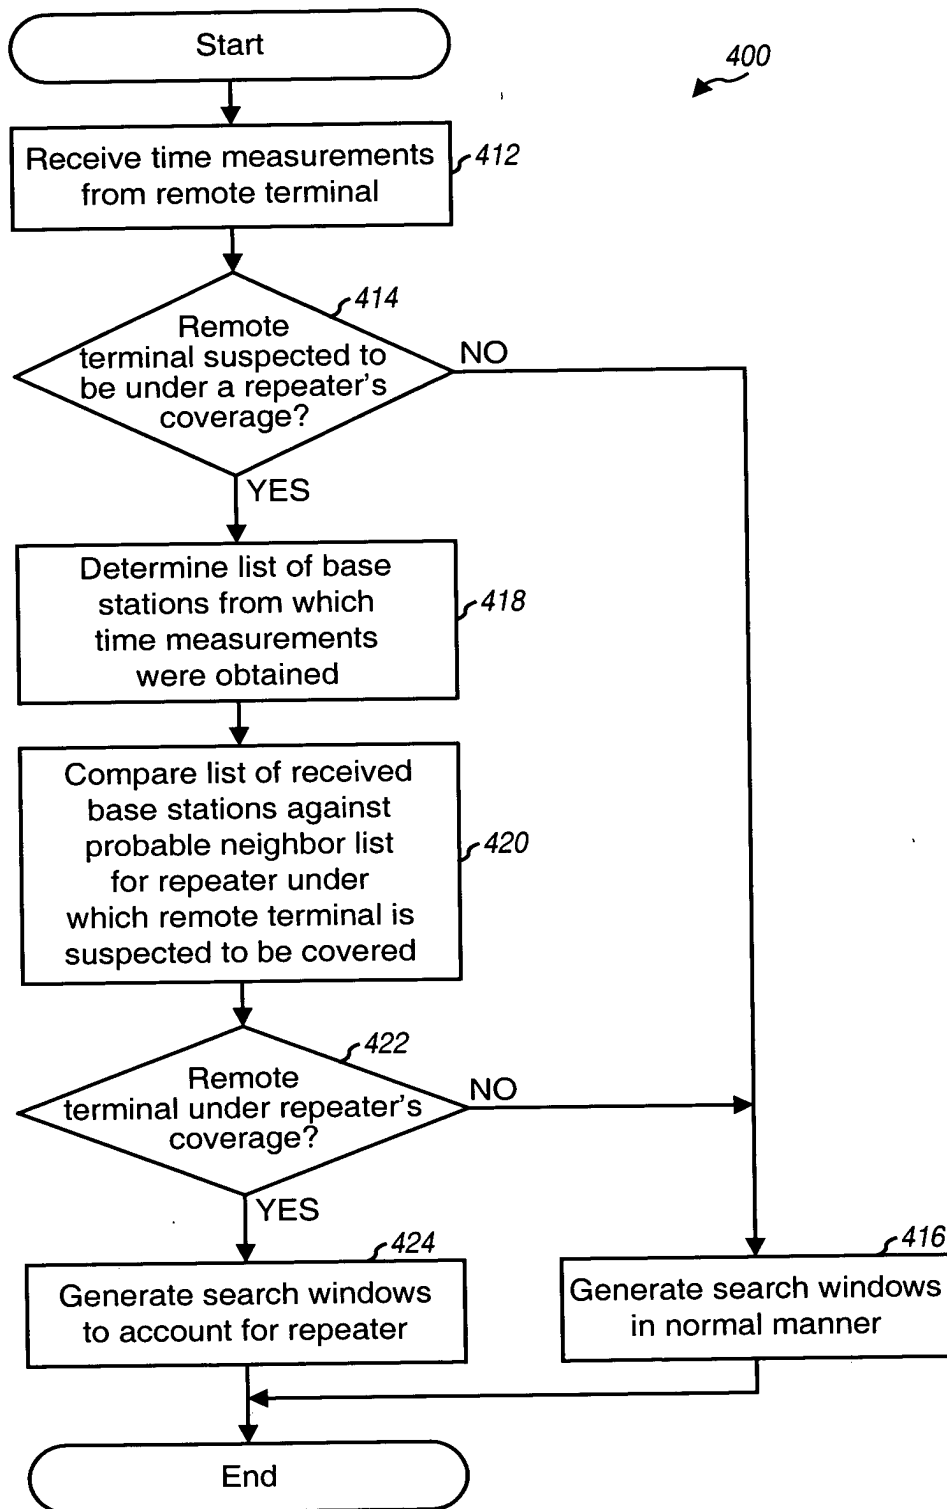 Start
400
Receive time measurements
from remote terminal
412
414
Remote
terminal suspected to
be under a repeater's
coverage?
NO
YES
Determine list of base
stations from which
time measurements
were obtained
418
Compare list of received
base stations against
probable neighbor list
for repeater under
which remote terminal is
suspected to be covered
420
422
Remote
terminal under repeater's
coverage?
NO
YES
424
Generate search windows
to account for repeater
416
Generate search windows
in normal manner
End